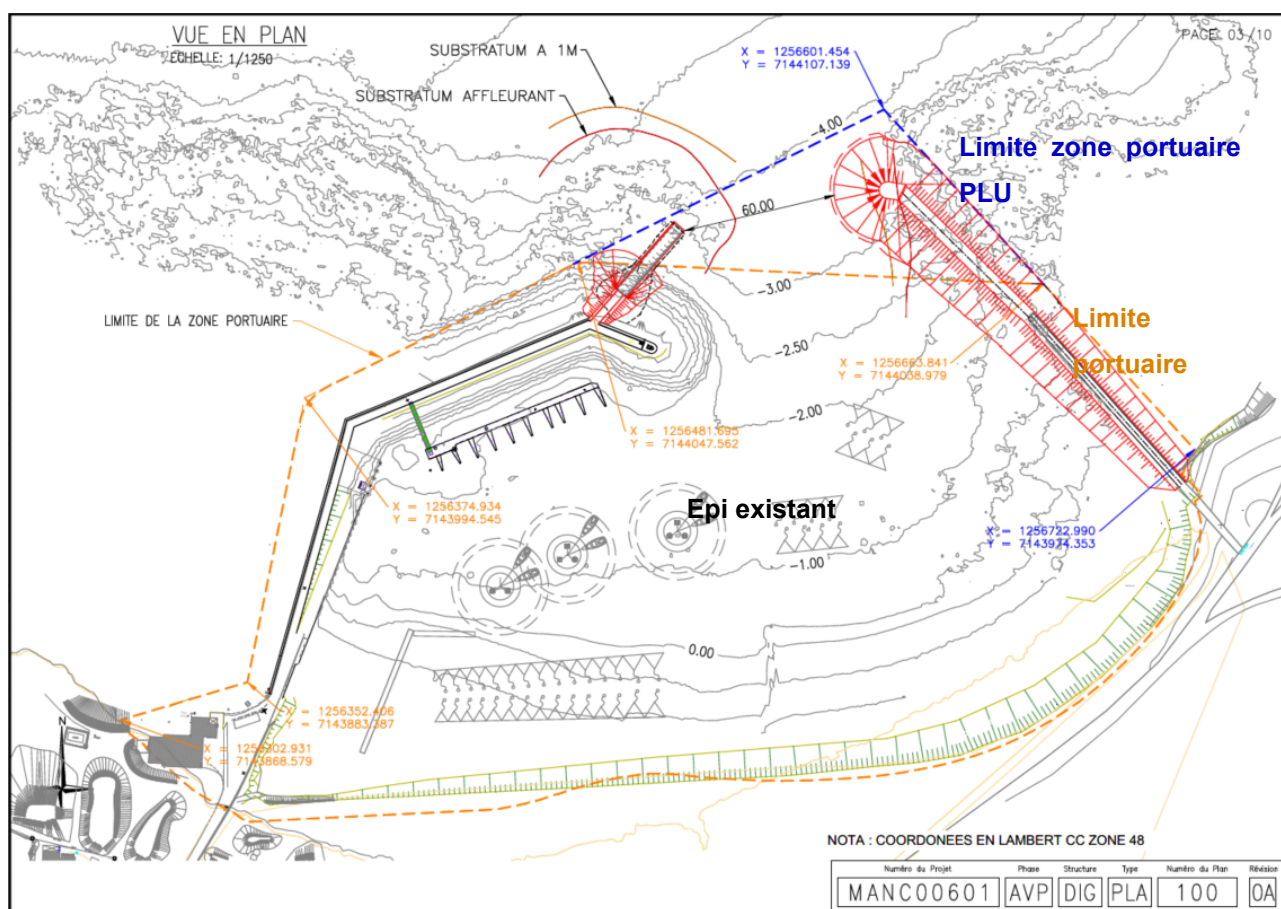 VUE EN PLAN
ECHELLE: 1/1250
SUBSTRATUM A 1M
SUBSTRATUM AFFLEURANT
X = 1256601.454
Y = 7144107.139
PAGE: 03/10
-4.00
Limite zone portuaire
PLU
60.00
-3.00
LIMITE DE LA ZONE PORTUAIRE
Limite
portuaire
-2.50
X = 1256663.841
Y = 7144038.979
-2.00
X = 1256481.695
Y = 7144047.562
X = 1256374.934
Y = 7143994.545
Epi existant
X = 1256722.990
Y = 7143974.353
-1.00
0.00
X = 1256352.406
Y = 7143883.387
X = 1256302.931
Y = 7143868.579
N
NOTA : COORDONEES EN LAMBERT CC ZONE 48
Numéro du Projet Phase Structure Type Numéro du Plan Révision
MANC00601 AVP DIG PLA 100 0A